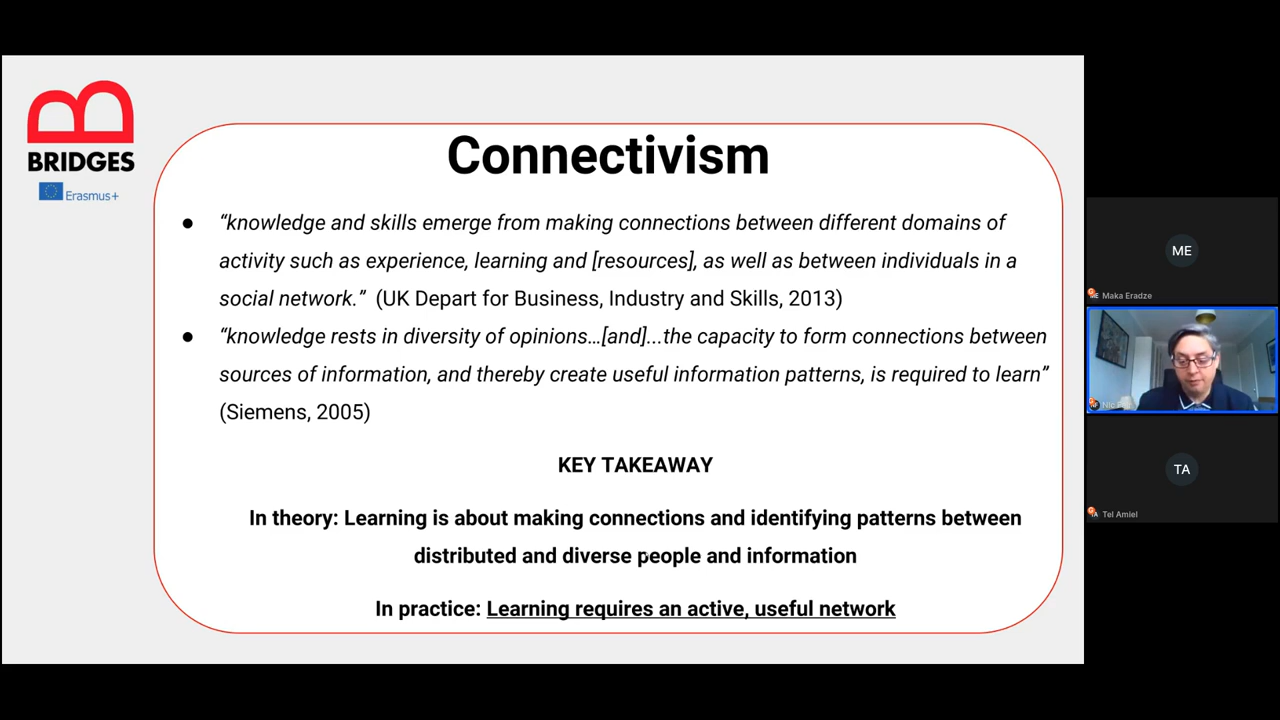 BRIDGES
Erasmus+
Connectivism
● “knowledge and skills emerge from making connections between different domains of
activity such as experience, learning and [resources], as well as between individuals in a
social network.” (UK Depart for Business, Industry and Skills, 2013)
● “knowledge rests in diversity of opinions…[and]...the capacity to form connections between
sources of information, and thereby create useful information patterns, is required to learn”
(Siemens, 2005)
KEY TAKEAWAY
In theory: Learning is about making connections and identifying patterns between
distributed and diverse people and information
In practice: Learning requires an active, useful network
ME
Maka Eradze
TA
Tel Amiel